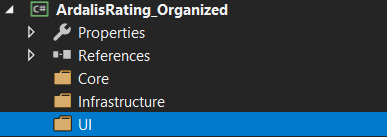 C# ArdalisRating_Organized
Properties
References
Core
Infrastructure
UI